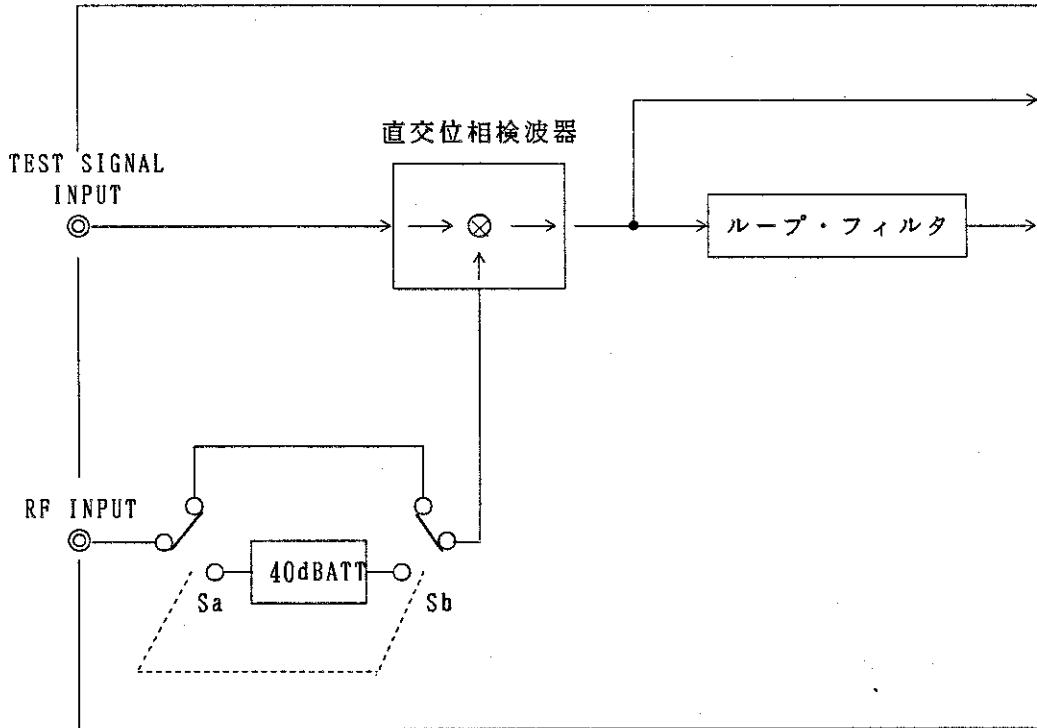 直交位相検波器
TEST SIGNAL
INPUT
ループ・フィルタ
RF INPUT
40dBATT
Sa
Sb